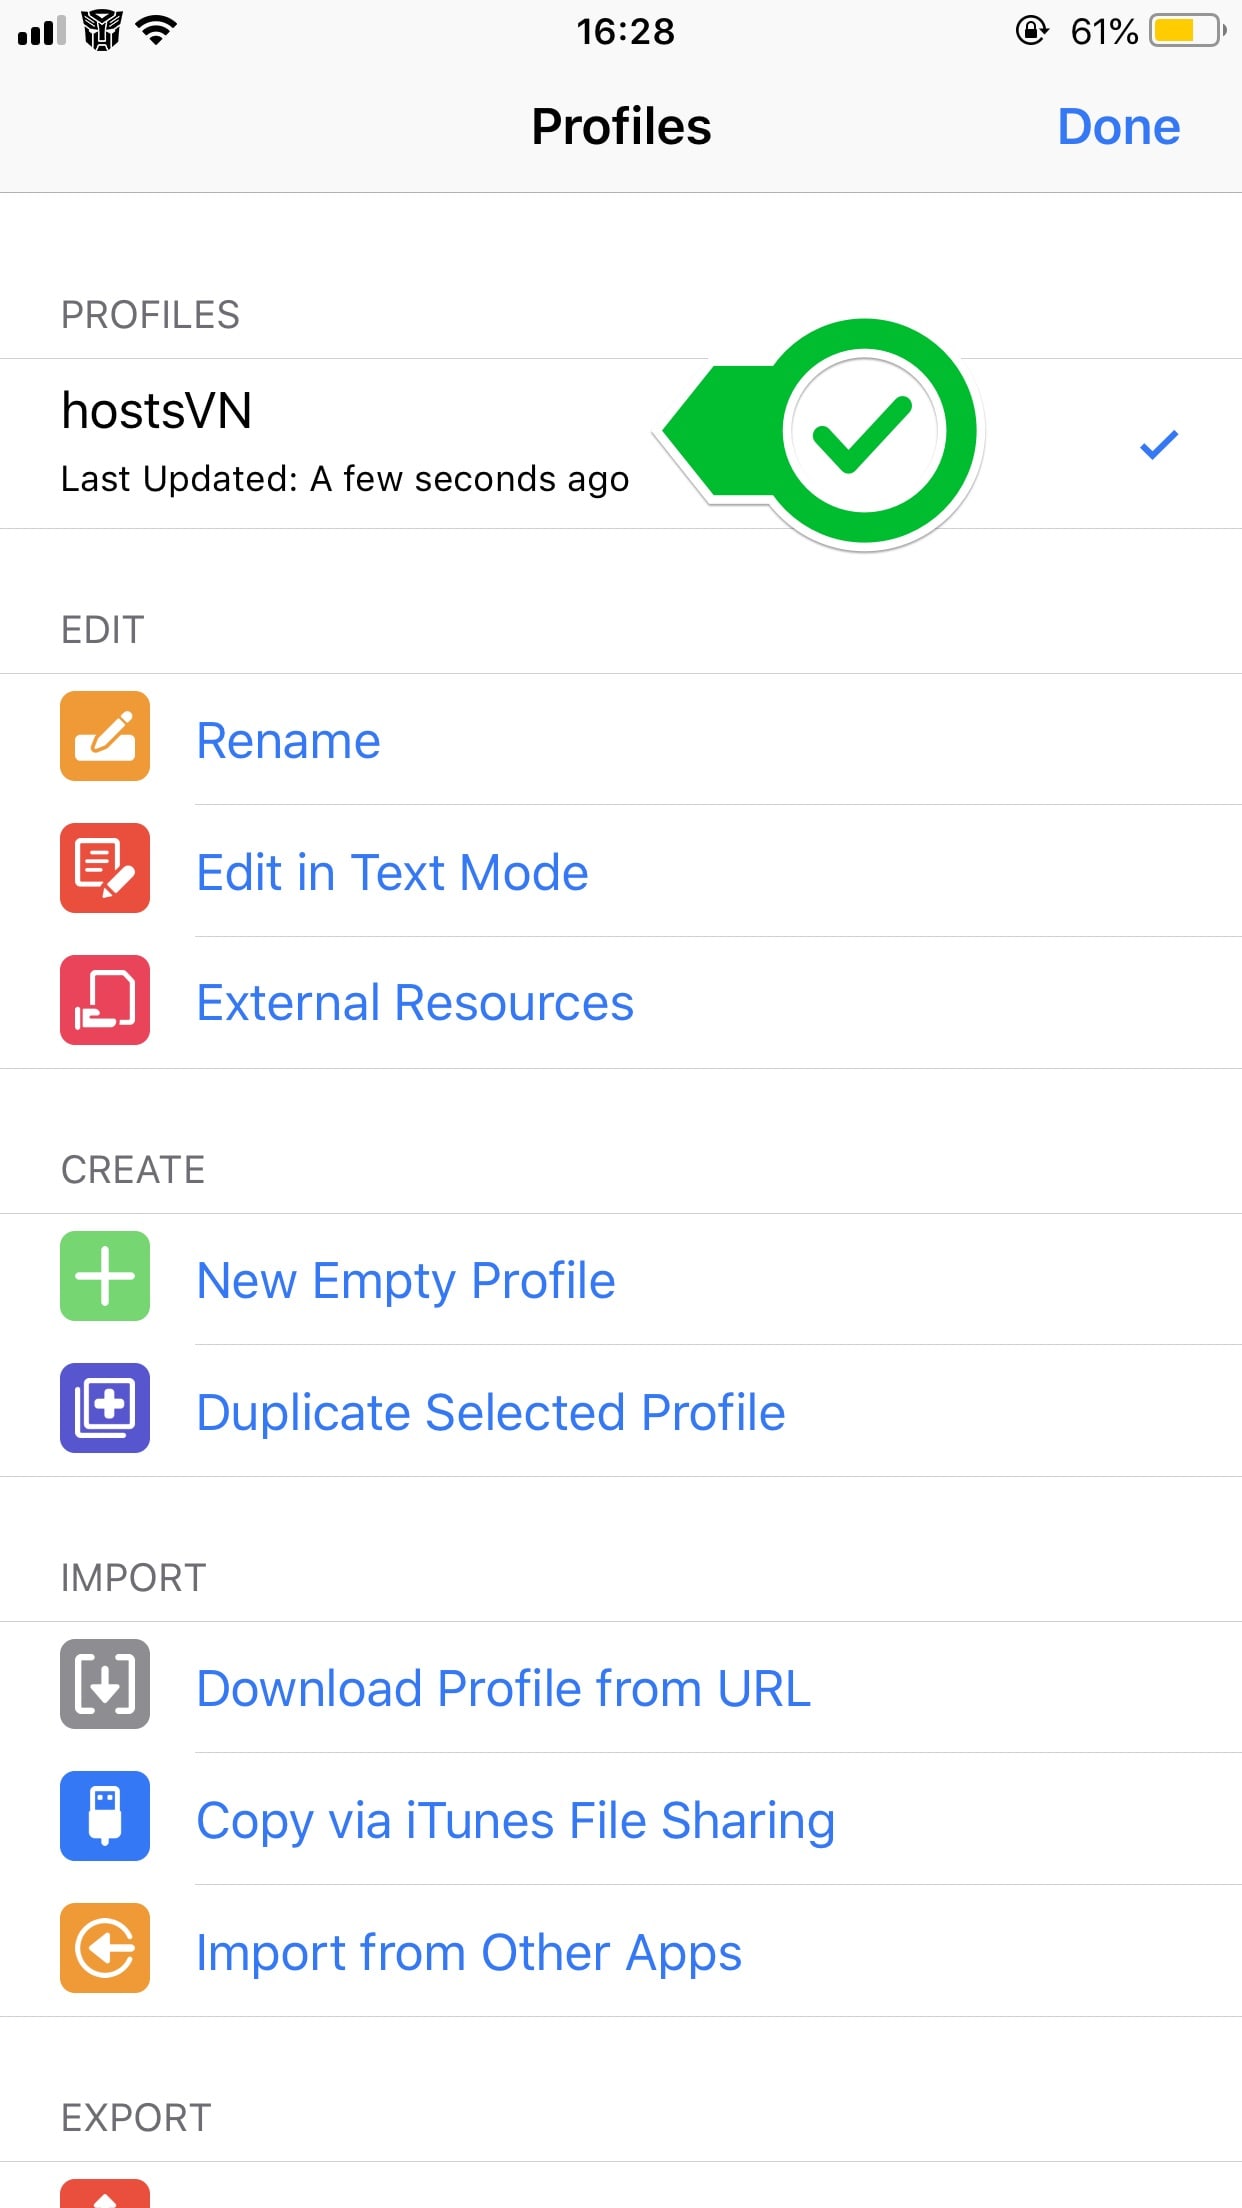 16:28
61%
Profiles
Done
PROFILES
hostsVN
Last Updated: A few seconds ago
EDIT
Rename
Edit in Text Mode
External Resources
CREATE
New Empty Profile
Duplicate Selected Profile
IMPORT
Download Profile from URL
Copy via iTunes File Sharing
Import from Other Apps
EXPORT